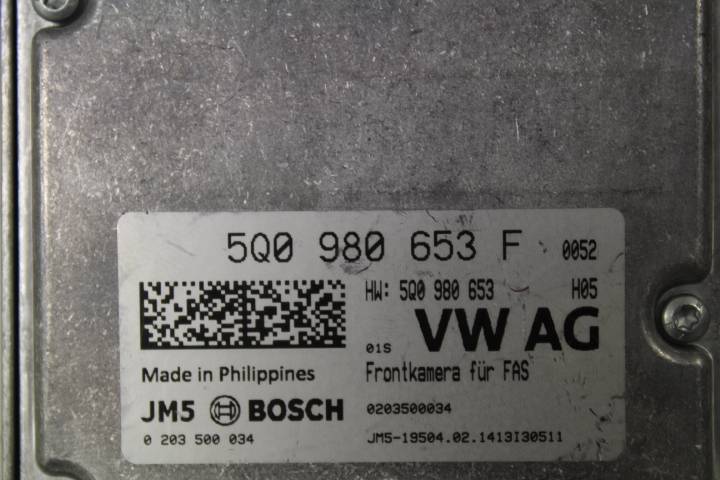 5Q0 980 653 F 0052
HW: 5Q0 980 653 H05
01S VW AG
Made in Philippines Frontkamera für FAS
JM5 BOSCH 0203500034
0 203 500 034 JM5-19504.02.1413I30511